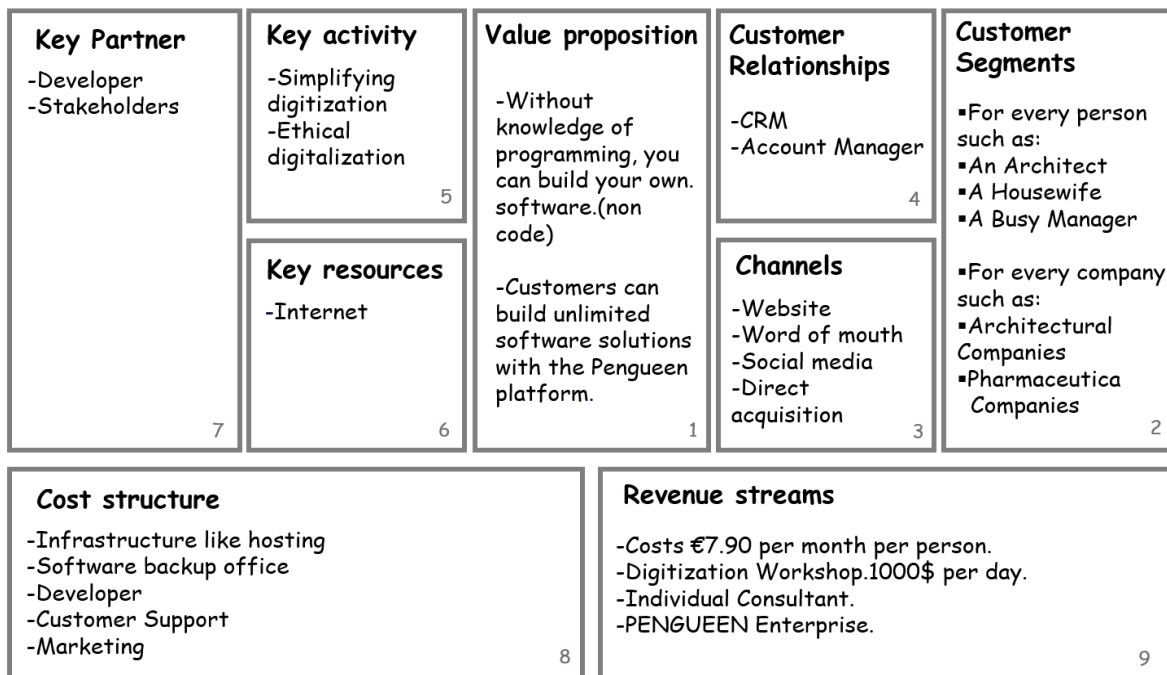 Key Partner
-Developer
-Stakeholders
7
Key activity
-Simplifying
digitization
-Ethical
digitalization
5
Key resources
-Internet
6
Value proposition
-Without
knowledge of
programming, you
can build your own.
software.(non
code)
-Customers can
build unlimited
software solutions
with the Pengueen
platform.
1
Customer
Relationships
-CRM
-Account Manager
4
Channels
-Website
-Word of mouth
-Social media
-Direct
acquisition
3
Customer
Segments
▪For every person
such as:
▪An Architect
▪A Housewife
▪A Busy Manager
▪For every company
such as:
▪Architectural
Companies
▪Pharmaceutica
Companies
2
Cost structure
-Infrastructure like hosting
-Software backup office
-Developer
-Customer Support
-Marketing
8
Revenue streams
-Costs €7.90 per month per person.
-Digitization Workshop.1000$ per day.
-Individual Consultant.
-PENGUEEN Enterprise.
9